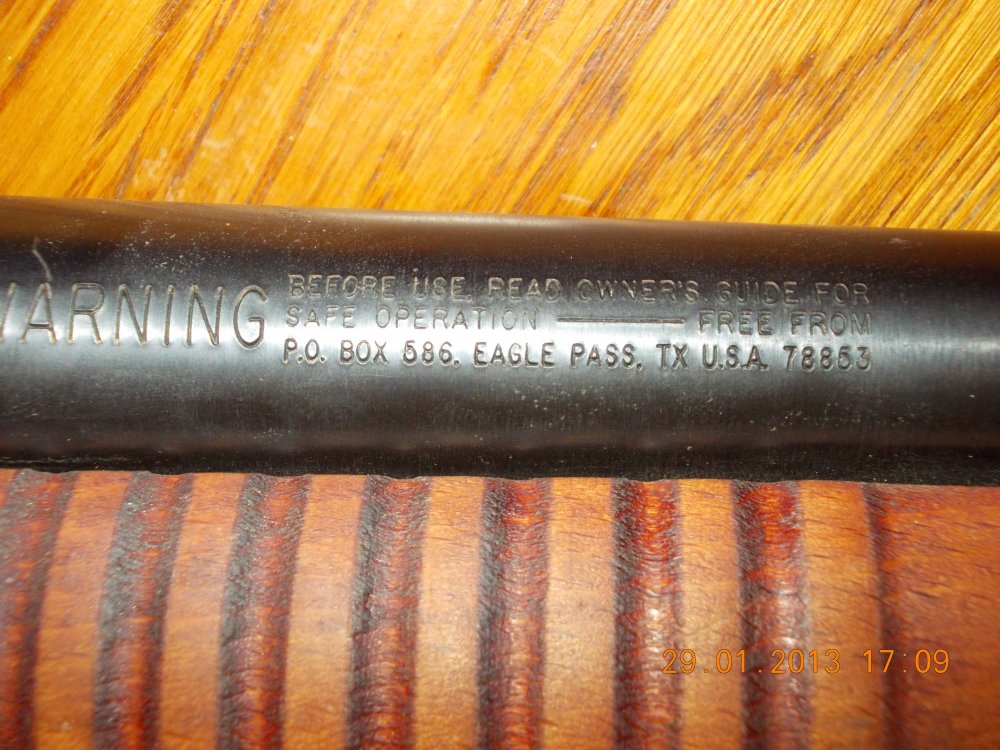 WARNING
BEFORE USE, READ OWNER'S GUIDE FOR
SAFE OPERATION ——— FREE FROM
P.O. BOX 586, EAGLE PASS, TX U.S.A. 78853
29.01.2013 17:09